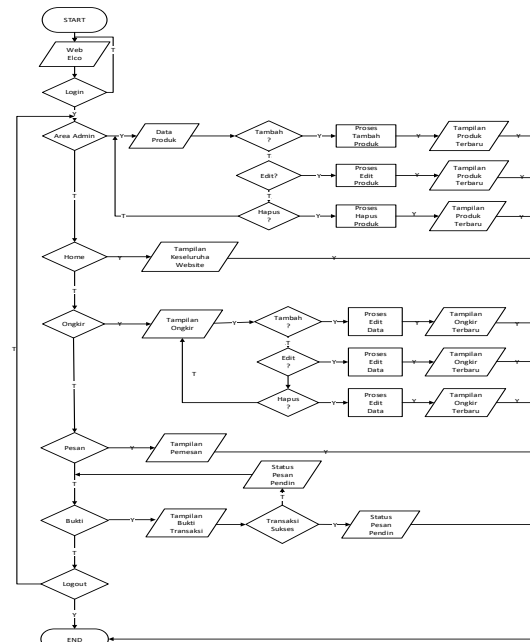 START
Web
Elco
T
Login
Y
Area Admin
Y
Data
Produk
Tambah
?
Y
Proses
Tambah
Produk
Y
Tampilan
Produk
Terbaru
T
Edit?
Y
Proses
Edit
Produk
Y
Tampilan
Produk
Terbaru
Y
T
T
Hapus
?
Y
Proses
Hapus
Produk
Y
Tampilan
Produk
Terbaru
Y
T
Home
Y
Tampilan
Keseluruha
Website
Y
T
Ongkir
Y
Tampilan
Ongkir
Y
Tambah
?
Y
Proses
Edit
Data
Y
Tampilan
Ongkir
Terbaru
Y
T
T
Edit
?
Y
Proses
Edit
Data
Y
Tampilan
Ongkir
Terbaru
Y
T
Hapus
?
Y
Proses
Edit
Data
Y
Tampilan
Ongkir
Terbaru
Y
T
Pesan
Y
Tampilan
Pemesan
Y
Status
Pesan
Pendin
T
T
Bukti
Y
Tampilan
Bukti
Transaksi
Y
Transaksi
Sukses
Y
Status
Pesan
Pendin
T
Logout
Y
END